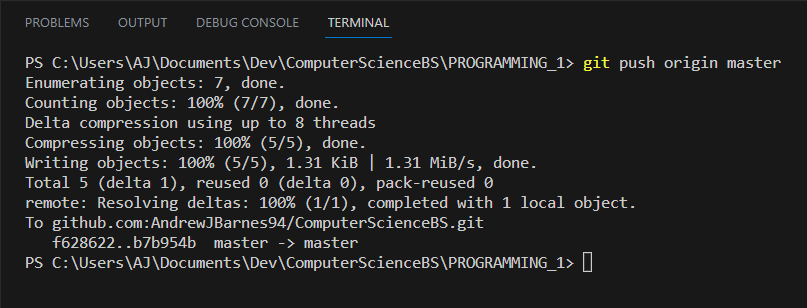 PROBLEMS OUTPUT DEBUG CONSOLE TERMINAL
PS C:\Users\AJ\Documents\Dev\ComputerScienceBS\PROGRAMMING_1> git push origin master
Enumerating objects: 7, done.
Counting objects: 100% (7/7), done.
Delta compression using up to 8 threads
Compressing objects: 100% (5/5), done.
Writing objects: 100% (5/5), 1.31 KiB | 1.31 MiB/s, done.
Total 5 (delta 1), reused 0 (delta 0), pack-reused 0
remote: Resolving deltas: 100% (1/1), completed with 1 local object.
To github.com:AndrewJBarnes94/ComputerScienceBS.git
   f628622..b7b954b  master -> master
PS C:\Users\AJ\Documents\Dev\ComputerScienceBS\PROGRAMMING_1>